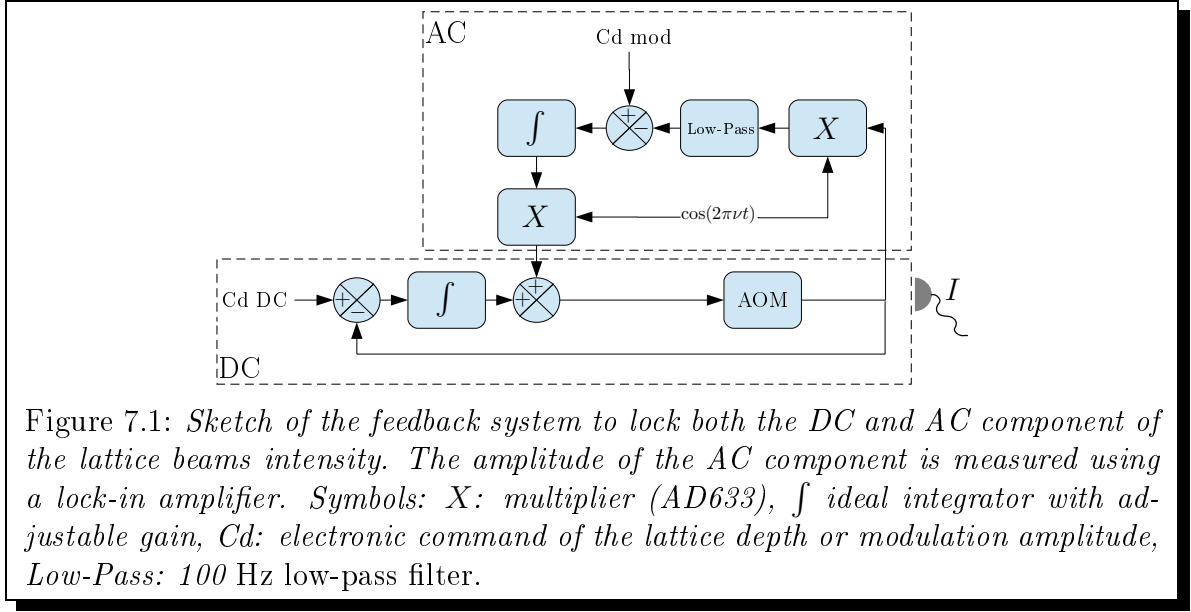 AC
Cd mod
∫
+
−
Low-Pass
X
X
cos(2πνt)
Cd DC
+
−
∫
+
+
AOM
I
DC
Figure 7.1: Sketch of the feedback system to lock both the DC and AC component of
the lattice beams intensity. The amplitude of the AC component is measured using
a lock-in amplifier. Symbols: X: multiplier (AD633), ∫ ideal integrator with ad-
justable gain, Cd: electronic command of the lattice depth or modulation amplitude,
Low-Pass: 100 Hz low-pass filter.